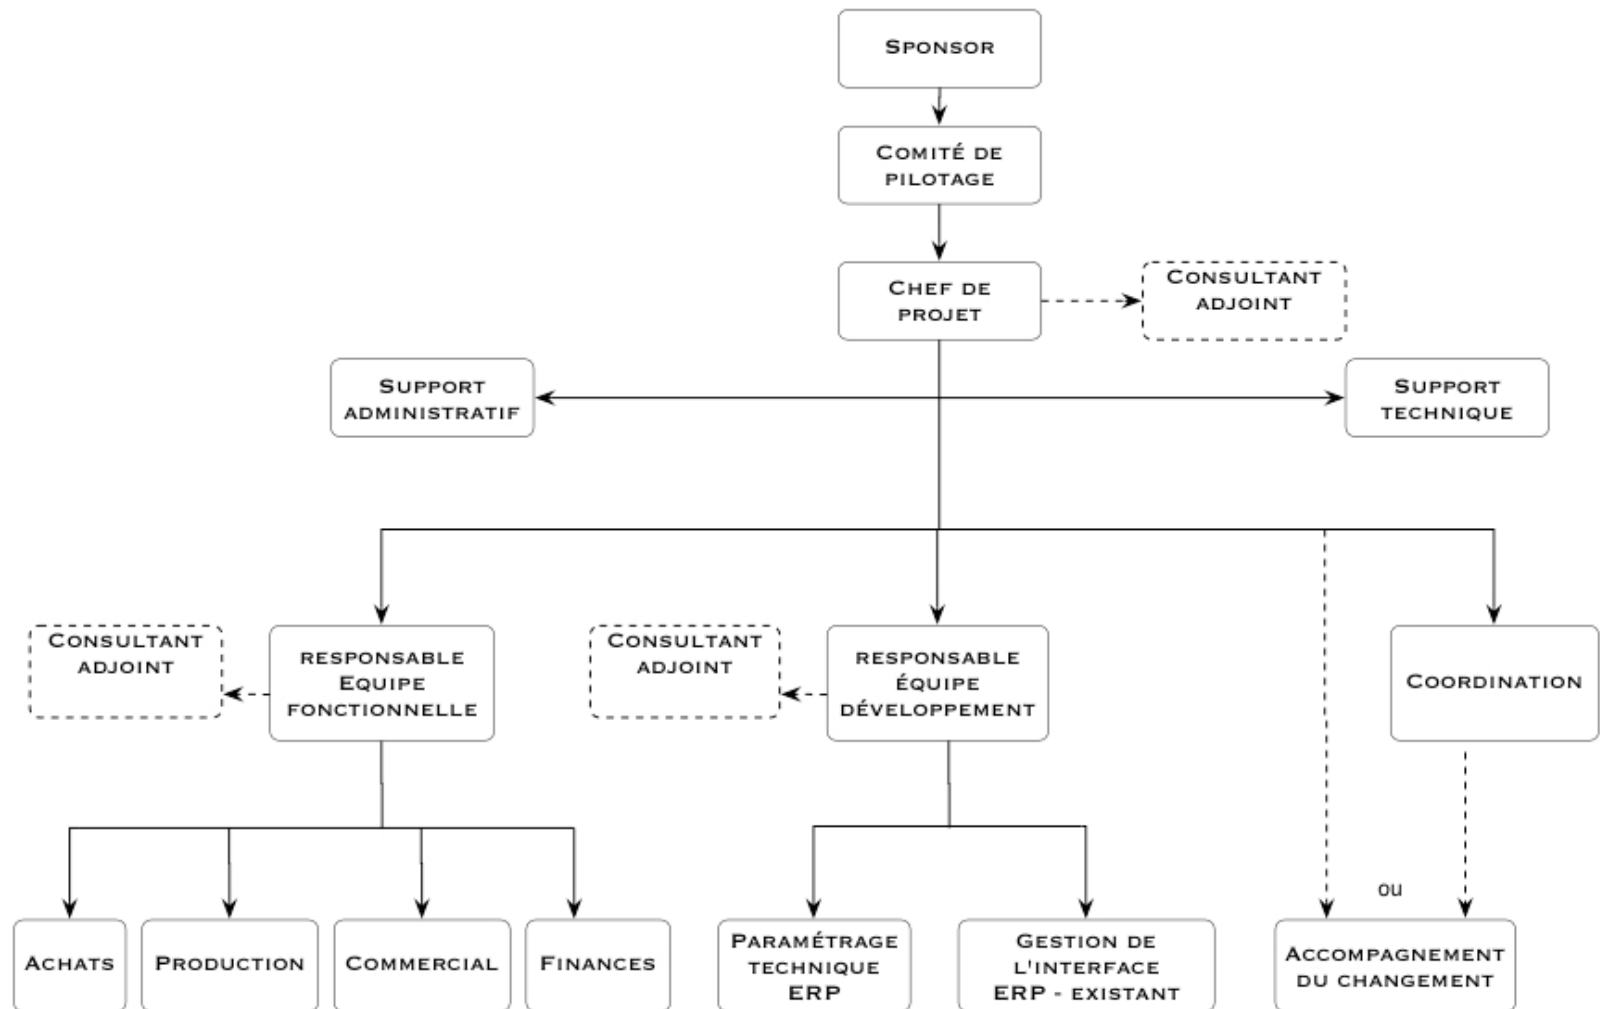 Sponsor
Comité de
pilotage
Chef de
projet
Consultant
adjoint
Support
administratif
Support
technique
Consultant
adjoint
responsable
Equipe
fonctionnelle
Consultant
adjoint
responsable
équipe
développement
Coordination
ou
Achats
Production
Commercial
Finances
Paramétrage
technique
ERP
Gestion de
l'interface
ERP - existant
Accompagnement
du changement